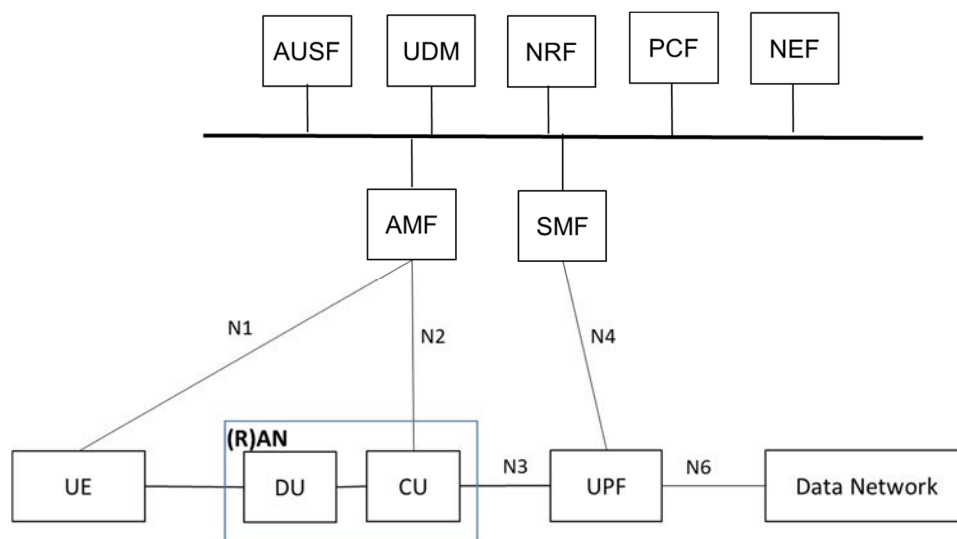 AUSF
UDM
NRF
PCF
NEF
AMF
SMF
N1
N2
N4
(R)AN
UE
DU
CU
N3
UPF
N6
Data Network